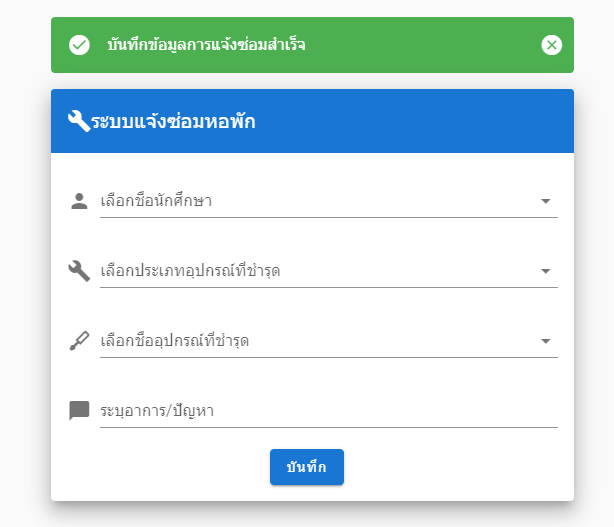 บันทึกข้อมูลการแจ้งซ่อมสำเร็จ
ระบบแจ้งซ่อมหอพัก
เลือกชื่อนักศึกษา
เลือกประเภทอุปกรณ์ที่ชำรุด
เลือกชื่ออุปกรณ์ที่ชำรุด
ระบุอาการ/ปัญหา
บันทึก